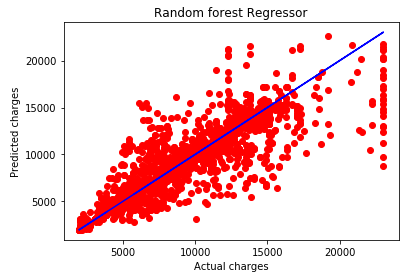 Random forest Regressor
Predicted charges
20000
15000
10000
5000
5000 10000 15000 20000
Actual charges